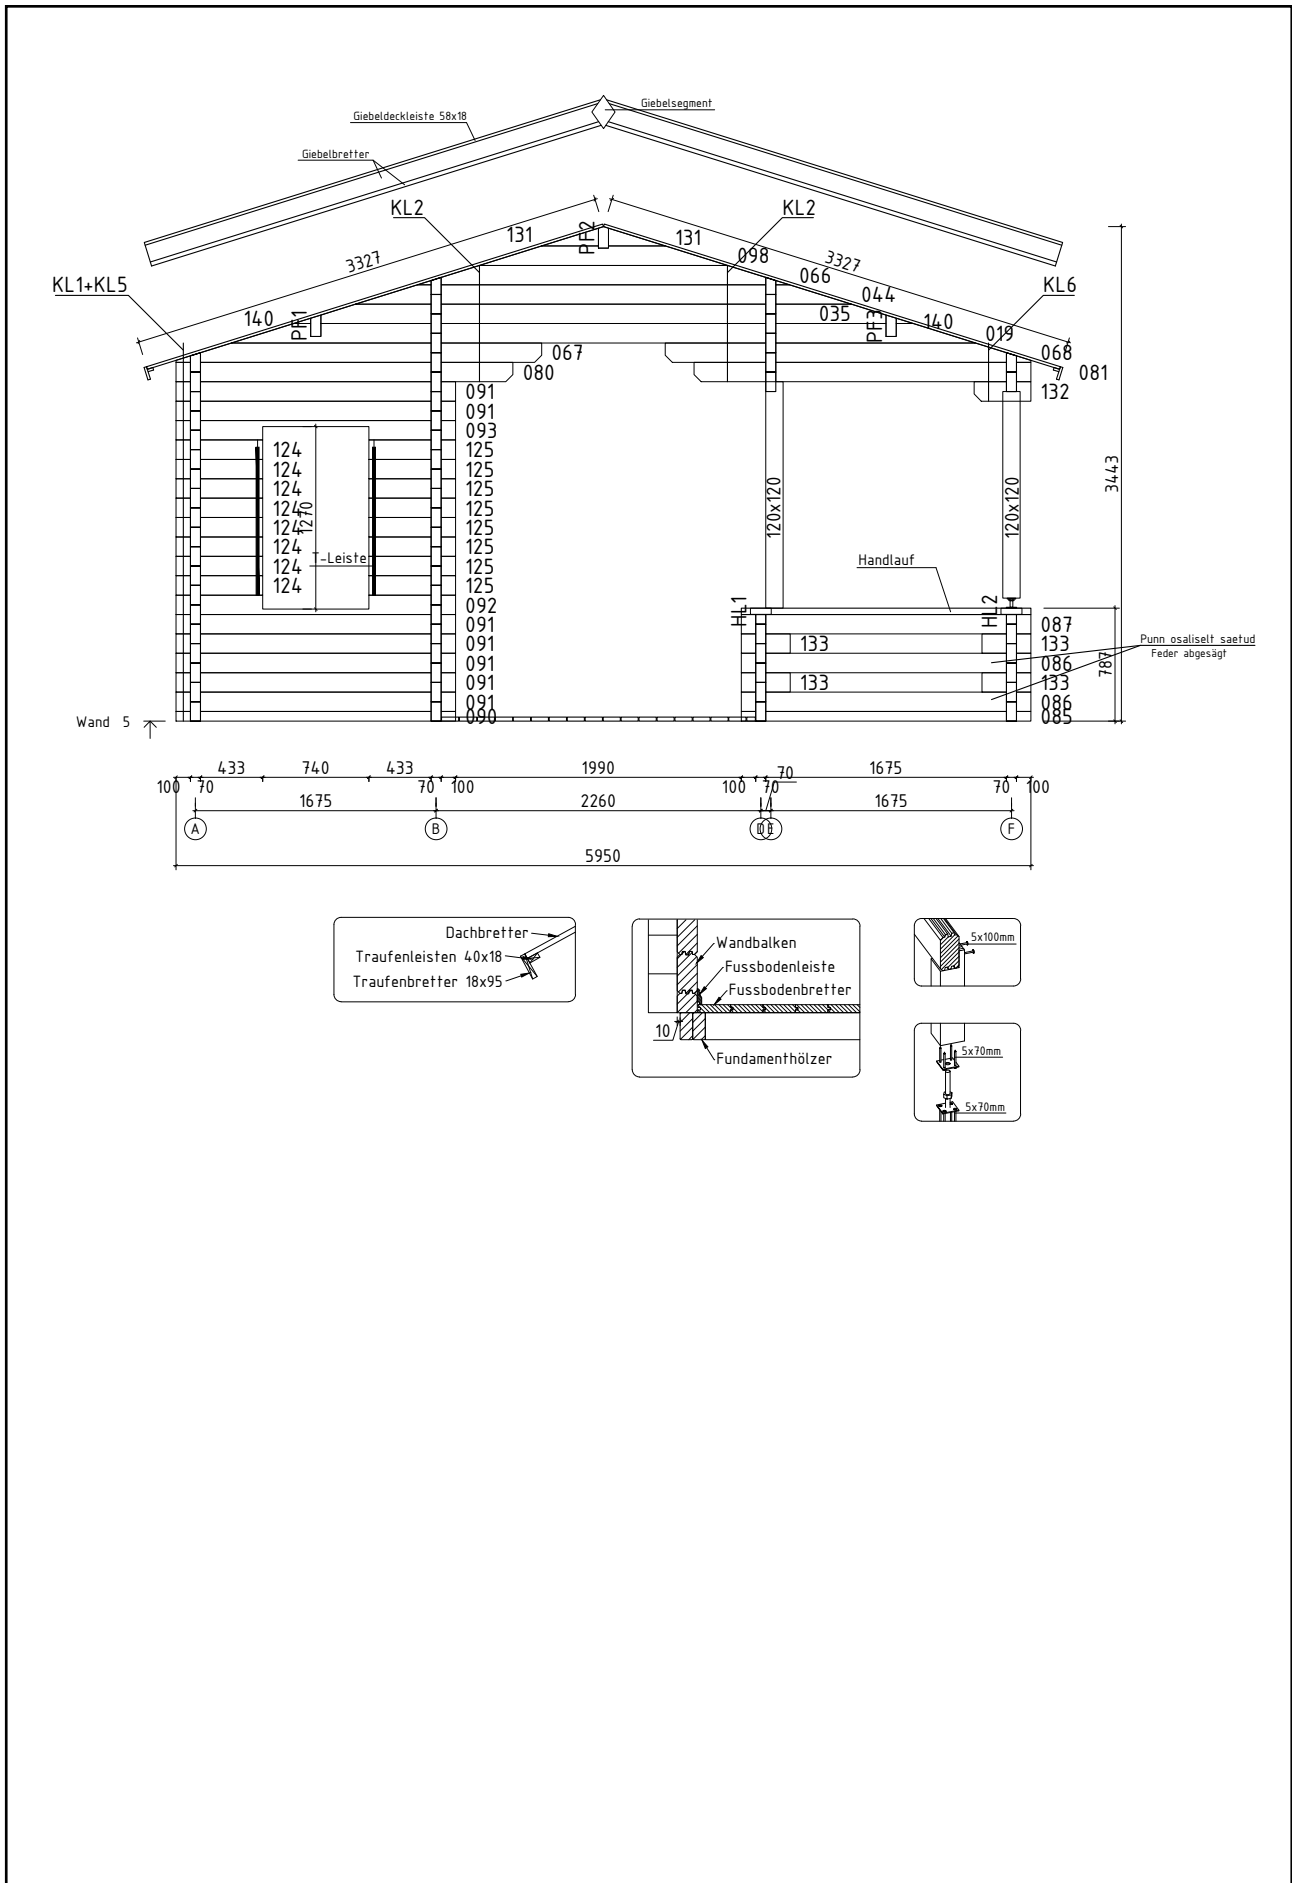 Giebelsegment
Giebeldeckleiste 58x18
Giebelbretter
KL2
KL2
131
PF2
131
3327
098
3327
066
KL1+KL5
044
KL6
140
PF1
035
PF3
140
019
067
068
080
081
091
132
091
093
124
125
124
125
124
125
3443
124
1270
125
120x120
120x120
124
125
124
125
T-Leiste
Handlauf
124
125
124
125
092
HL1
HL2
091
087
091
133
133
Punn osaliselt saetud
Feder abgesägt
091
086
787
091
133
133
091
086
Wand 5
090
085
433
740
433
1990
70
1675
100
70
70
100
100
70
70
100
1675
2260
1675
A
B
D
E
F
5950
Dachbretter
Traufenleisten 40x18
Traufenbretter 18x95
Wandbalken
Fussbodenleiste
Fussbodenbretter
10
Fundamenthölzer
5x100mm
5x70mm
5x70mm